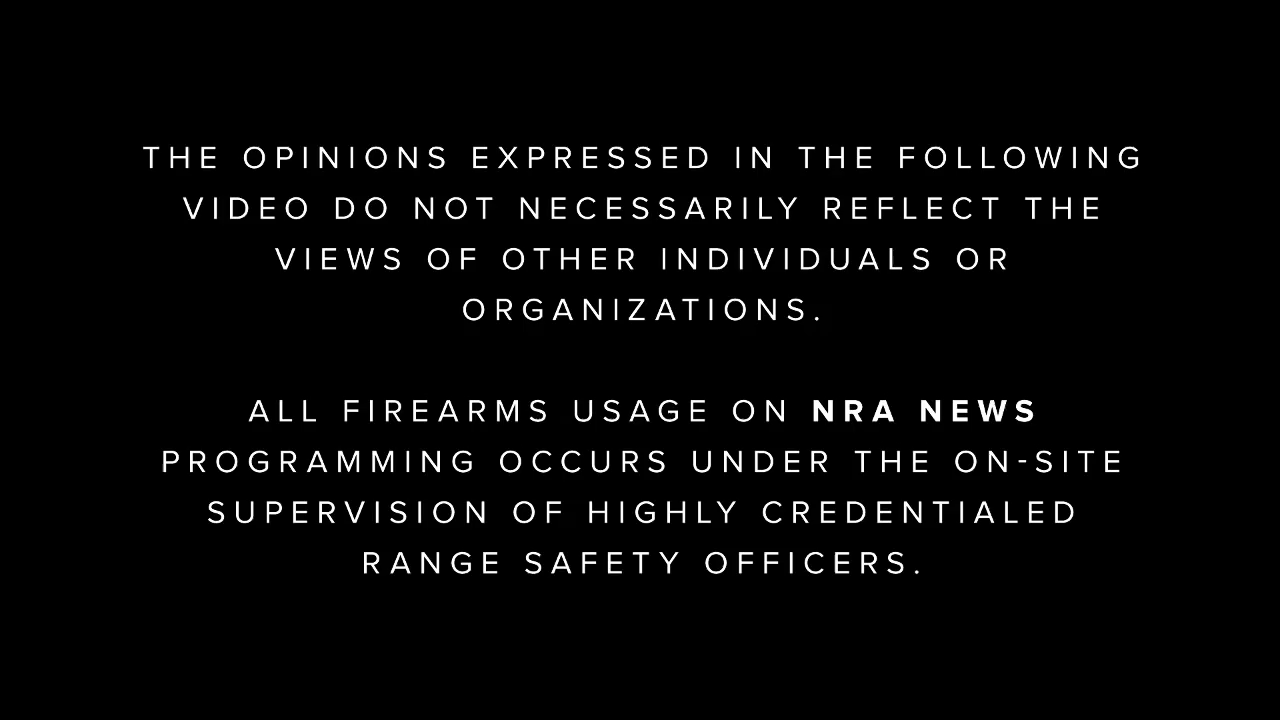 THE OPINIONS EXPRESSED IN THE FOLLOWING
VIDEO DO NOT NECESSARILY REFLECT THE
VIEWS OF OTHER INDIVIDUALS OR
ORGANIZATIONS.
ALL FIREARMS USAGE ON NRA NEWS
PROGRAMMING OCCURS UNDER THE ON-SITE
SUPERVISION OF HIGHLY CREDENTIALED
RANGE SAFETY OFFICERS.